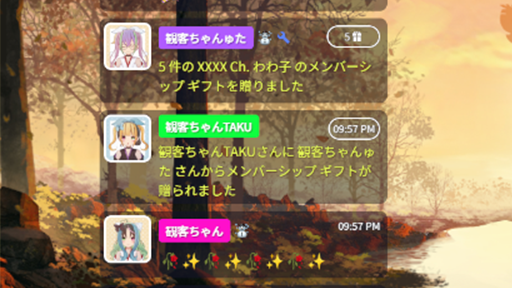 観客ちゃんゅた 5
5 件の XXXX Ch. わわ子 のメンバーシ
ップ ギフトを贈りました
観客ちゃんTAKU 09:57 PM
観客ちゃんTAKUさんに 観客ちゃんゅ
た さんからメンバーシップ ギフトが
贈られました
観客ちゃん 09:57 PM